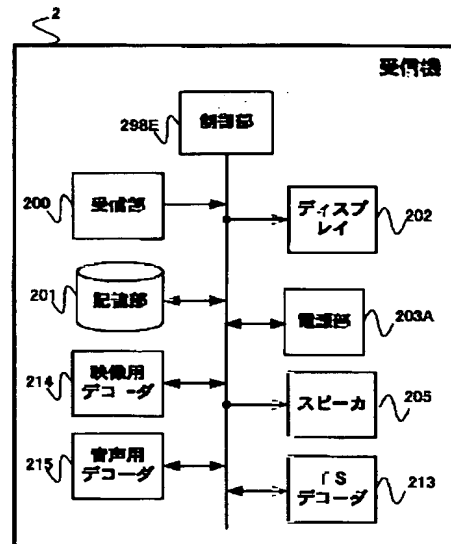 2
受信機
制御部
298E
200
受信部
ディスプ
レイ
202
201
記憶部
電源部
203A
214
映像用
デコーダ
スピーカ
205
215
音声用
デコーダ
TS
デコーダ
213